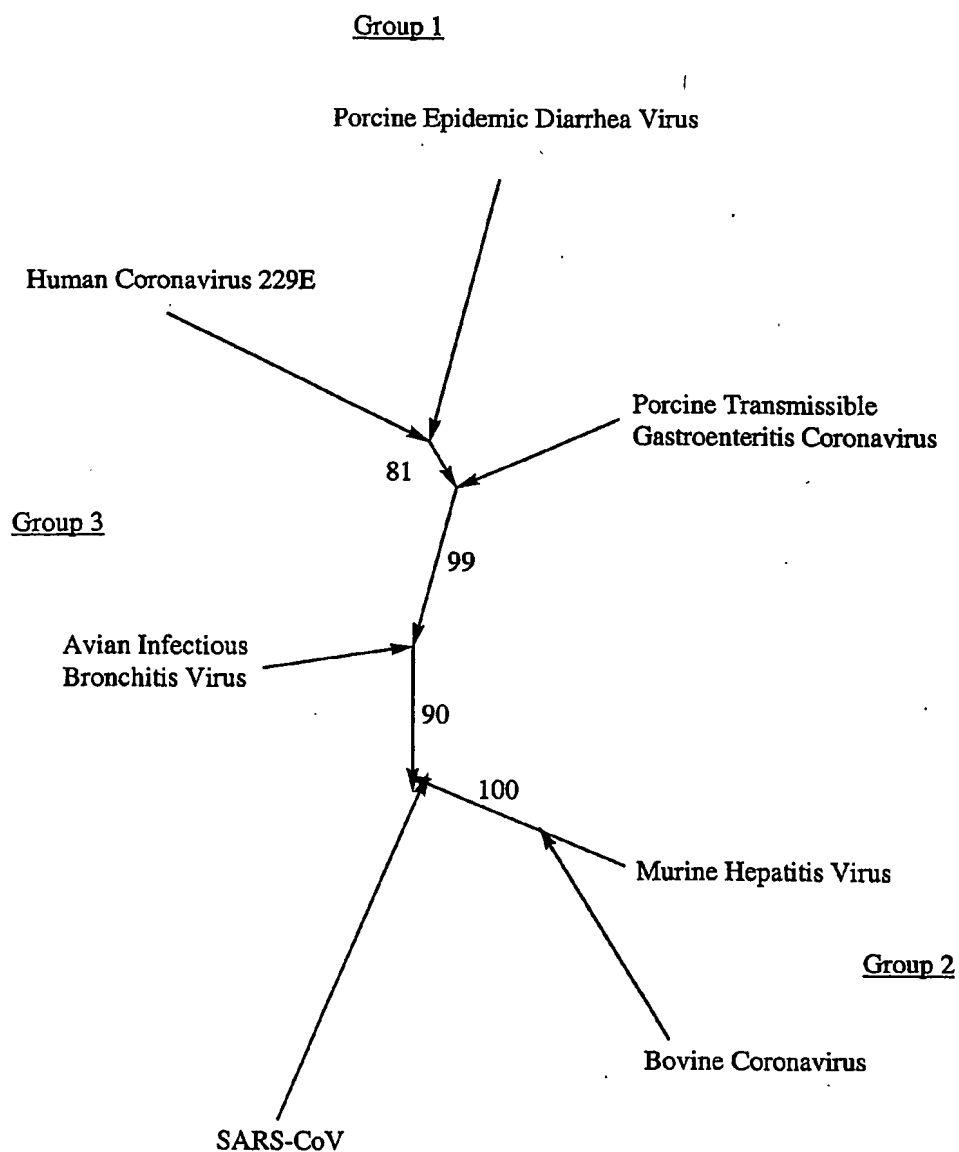 Group 1
Porcine Epidemic Diarrhea Virus
Human Coronavirus 229E
Porcine Transmissible
Gastroenteritis Coronavirus
81
Group 3
99
Avian Infectious
Bronchitis Virus
90
100
Murine Hepatitis Virus
Group 2
Bovine Coronavirus
SARS-CoV